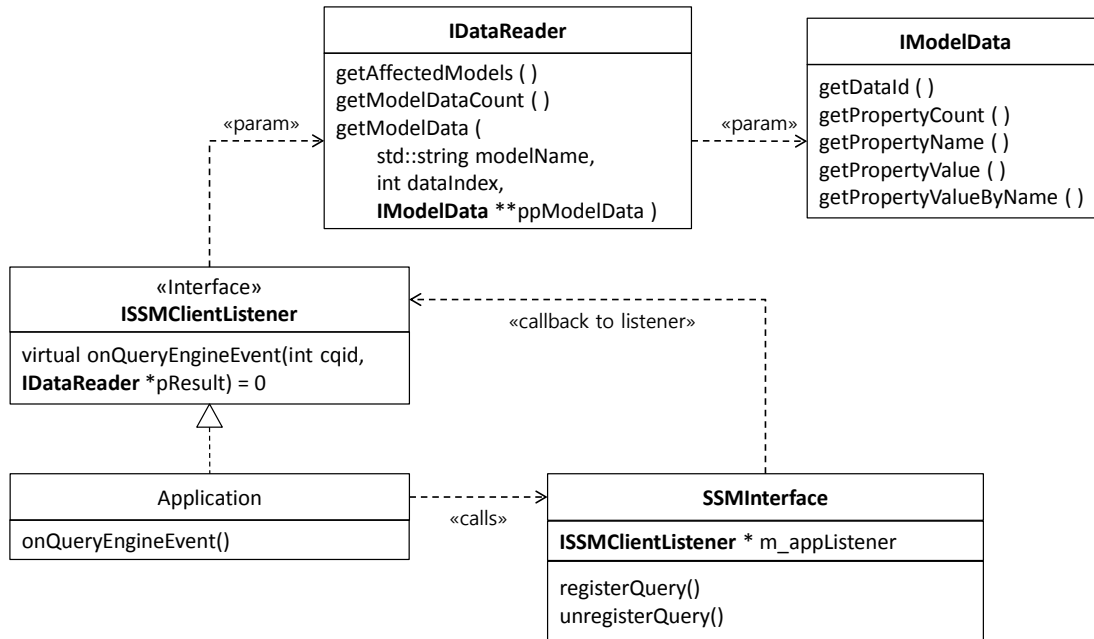 IDataReader
getAffectedModels ( )
getModelDataCount ( )
getModelData (
std::string modelName,
int dataIndex,
IModelData **ppModelData )
IModelData
getDataId ( )
getPropertyCount ( )
getPropertyName ( )
getPropertyValue ( )
getPropertyValueByName ( )
«param»
«param»
«Interface»
ISSMClientListener
virtual onQueryEngineEvent(int cqid,
IDataReader *pResult) = 0
«callback to listener»
Application
onQueryEngineEvent()
«calls»
SSMInterface
ISSMClientListener * m_appListener
registerQuery()
unregisterQuery()